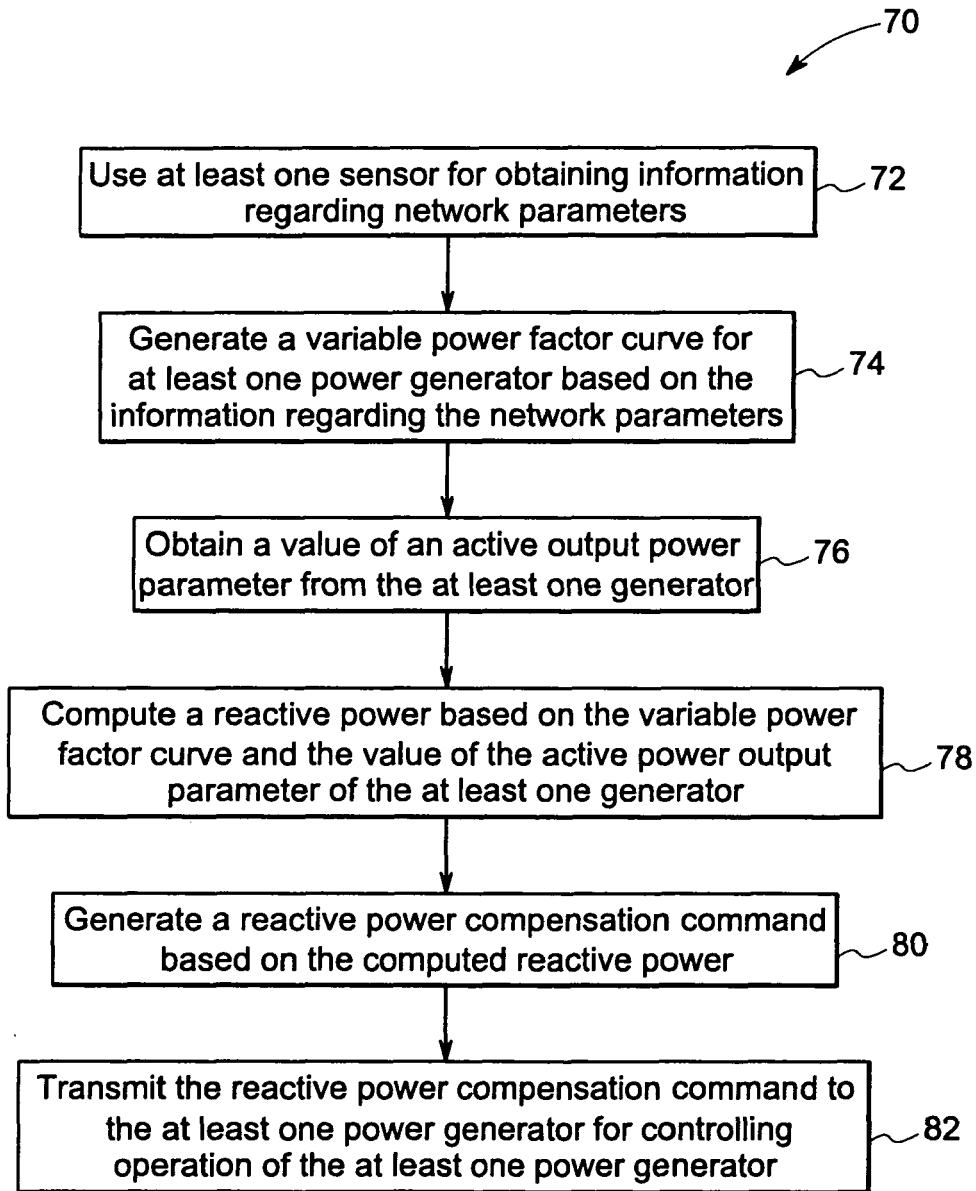 70
Use at least one sensor for obtaining information
regarding network parameters
72
Generate a variable power factor curve for
at least one power generator based on the
information regarding the network parameters
74
Obtain a value of an active output power
parameter from the at least one generator
76
Compute a reactive power based on the variable power
factor curve and the value of the active power output
parameter of the at least one generator
78
Generate a reactive power compensation command
based on the computed reactive power
80
Transmit the reactive power compensation command to
the at least one power generator for controlling
operation of the at least one power generator
82